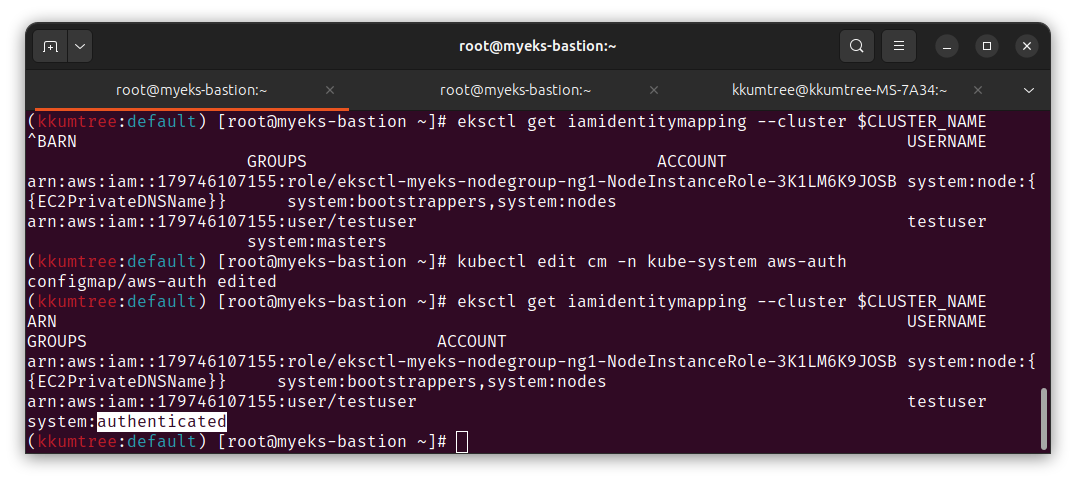 root@myeks-bastion:~
root@myeks-bastion:~ root@myeks-bastion:~ kkumtree@kkumtree-MS-7A34:~
(kkumtree:default) [root@myeks-bastion ~]# eksctl get iamidentitymapping --cluster $CLUSTER_NAME
^BARN USERNAME
GROUPS ACCOUNT
arn:aws:iam::179746107155:role/eksctl-myeks-nodegroup-ng1-NodeInstanceRole-3K1LM6K9JOSB system:node:{
{EC2PrivateDNSName}} system:bootstrappers,system:nodes
arn:aws:iam::179746107155:user/testuser testuser
system:masters
(kkumtree:default) [root@myeks-bastion ~]# kubectl edit cm -n kube-system aws-auth
configmap/aws-auth edited
(kkumtree:default) [root@myeks-bastion ~]# eksctl get iamidentitymapping --cluster $CLUSTER_NAME
ARN USERNAME
GROUPS ACCOUNT
arn:aws:iam::179746107155:role/eksctl-myeks-nodegroup-ng1-NodeInstanceRole-3K1LM6K9JOSB system:node:{
{EC2PrivateDNSName}} system:bootstrappers,system:nodes
arn:aws:iam::179746107155:user/testuser testuser
system:authenticated
(kkumtree:default) [root@myeks-bastion ~]#